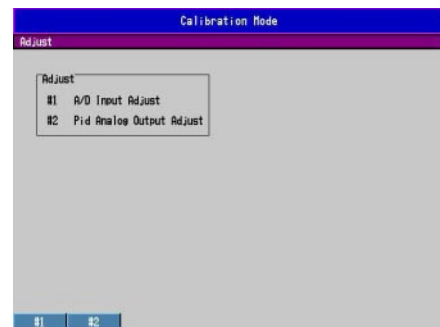 Calibration Mode
Adjust
Adjust
#1 A/D Input Adjust
#2 Pid Analog Output Adjust
#1 #2